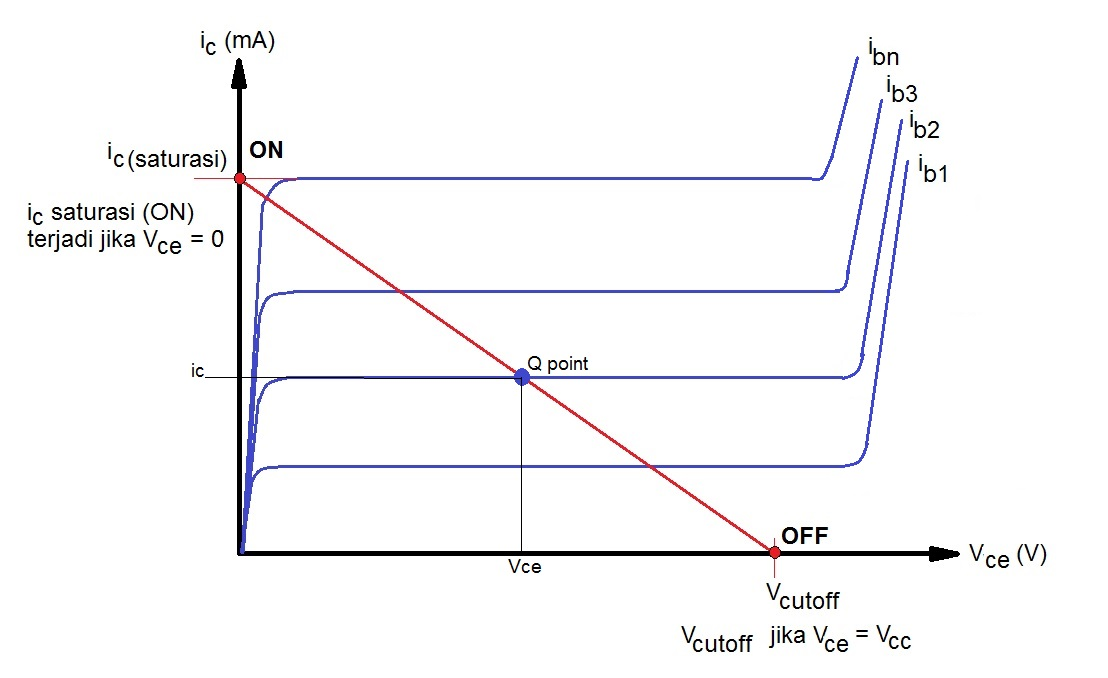 ic (mA)
ibn
ib3
ib2
ib1
ic(saturasi)
ON
ic saturasi (ON)
terjadi jika Vce = 0
Q point
ic
OFF
Vce
Vce (V)
Vcutoff
Vcutoff jika Vce = Vcc